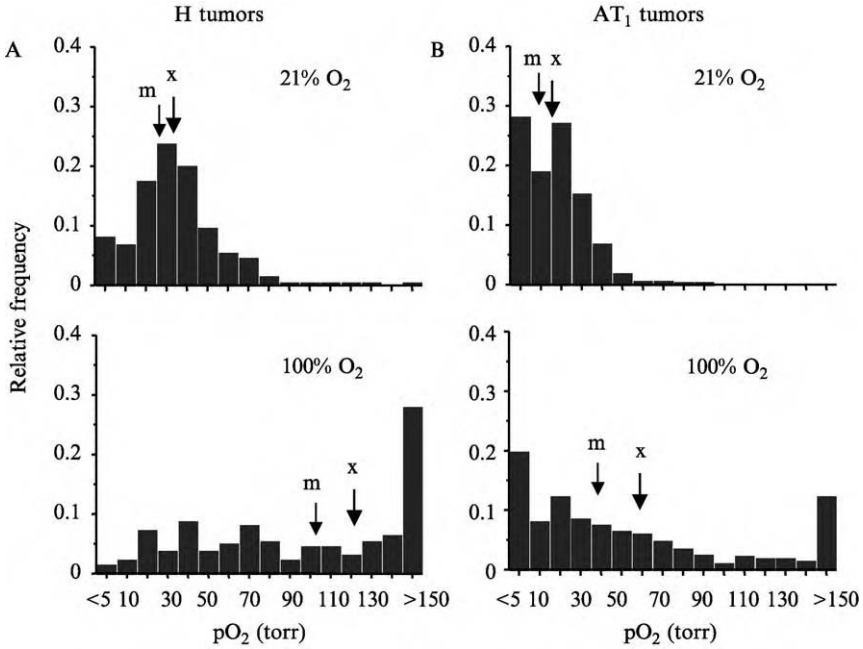 H tumors
AT₁ tumors
A
B
0.4
0.3
0.2
0.1
0
m
x
21% O₂
0.4
0.3
0.2
0.1
0
m
x
21% O₂
Relative frequency
0.4
0.3
0.2
0.1
0
100% O₂
m
x
<5 10 30 50 70 90 110 130 >150
pO₂ (torr)
0.4
0.3
0.2
0.1
0
100% O₂
m
x
<5 10 30 50 70 90 110 130 >150
pO₂ (torr)